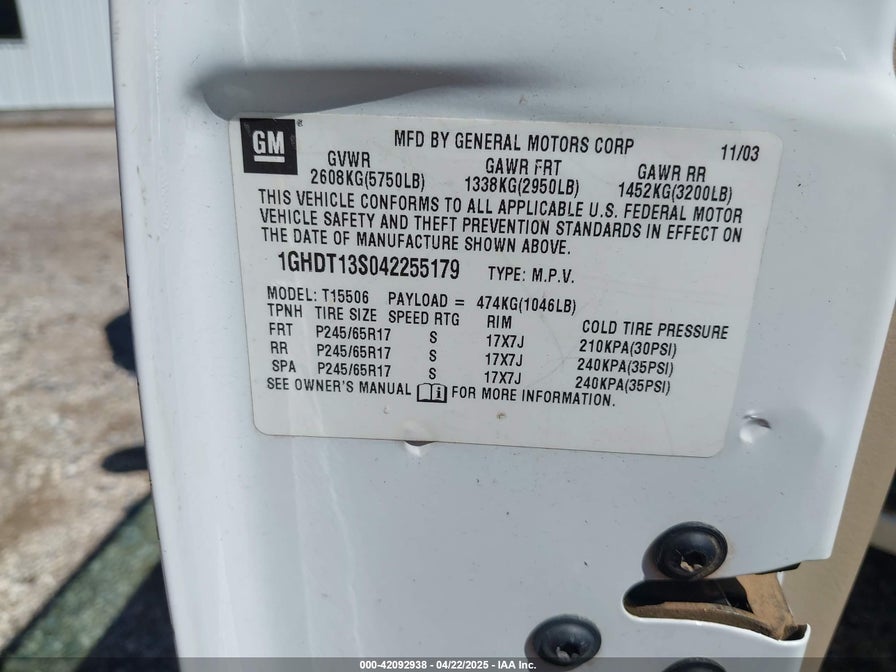 GM ® MFD BY GENERAL MOTORS CORP 11/03
GVWR GAWR FRT GAWR RR
2608KG(5750LB) 1338KG(2950LB) 1452KG(3200LB)
THIS VEHICLE CONFORMS TO ALL APPLICABLE U.S. FEDERAL MOTOR
VEHICLE SAFETY AND THEFT PREVENTION STANDARDS IN EFFECT ON
THE DATE OF MANUFACTURE SHOWN ABOVE.
1GHDT13S042255179 TYPE: M.P.V.
MODEL: T15506 PAYLOAD = 474KG(1046LB)
TPNH TIRE SIZE SPEED RTG RIM COLD TIRE PRESSURE
FRT P245/65R17 S 17X7J 210KPA(30PSI)
RR P245/65R17 S 17X7J 240KPA(35PSI)
SPA P245/65R17 S 17X7J 240KPA(35PSI)
SEE OWNER'S MANUAL i FOR MORE INFORMATION.
000-42092938 - 04/22/2025 - IAA Inc.